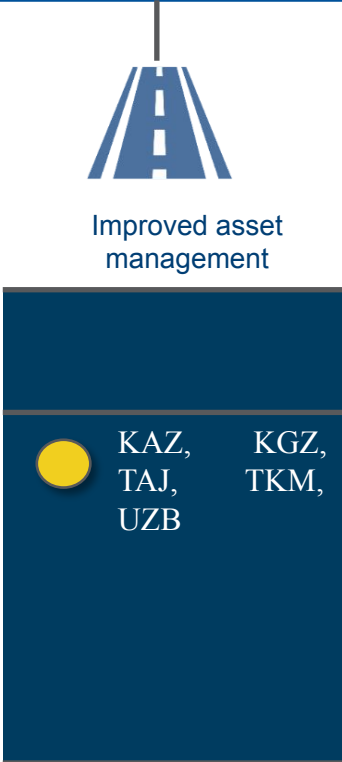 Improved asset
management
KAZ, KGZ,
TAJ, TKM,
UZB